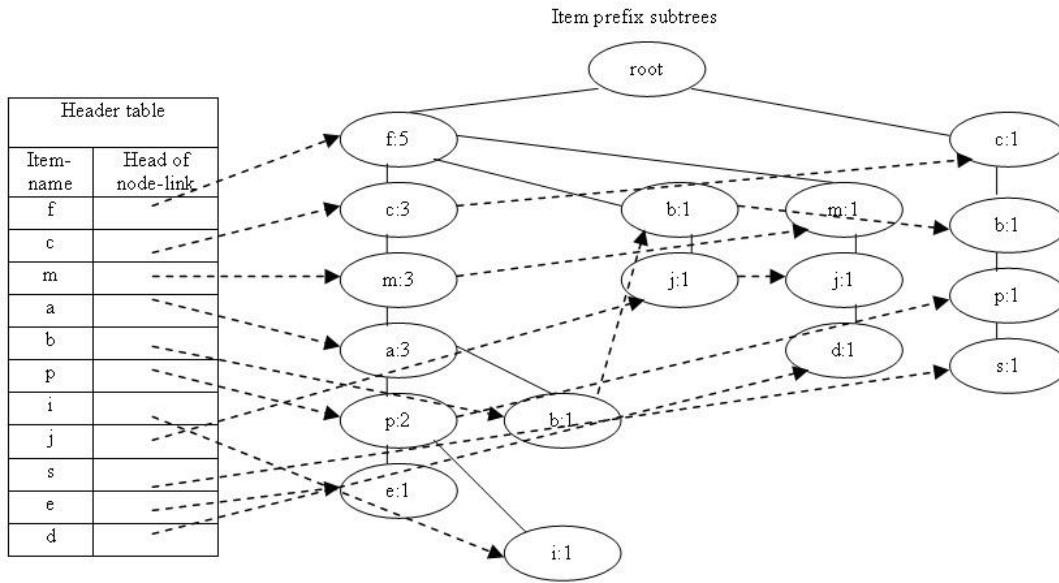 Item prefix subtrees
root
Header table
Item-name
Head of node-link
f
c
m
a
b
p
i
j
s
e
d
f:5
c:1
c:3
b:1
m:1
b:1
m:3
j:1
j:1
p:1
a:3
d:1
s:1
p:2
b:1
e:1
i:1